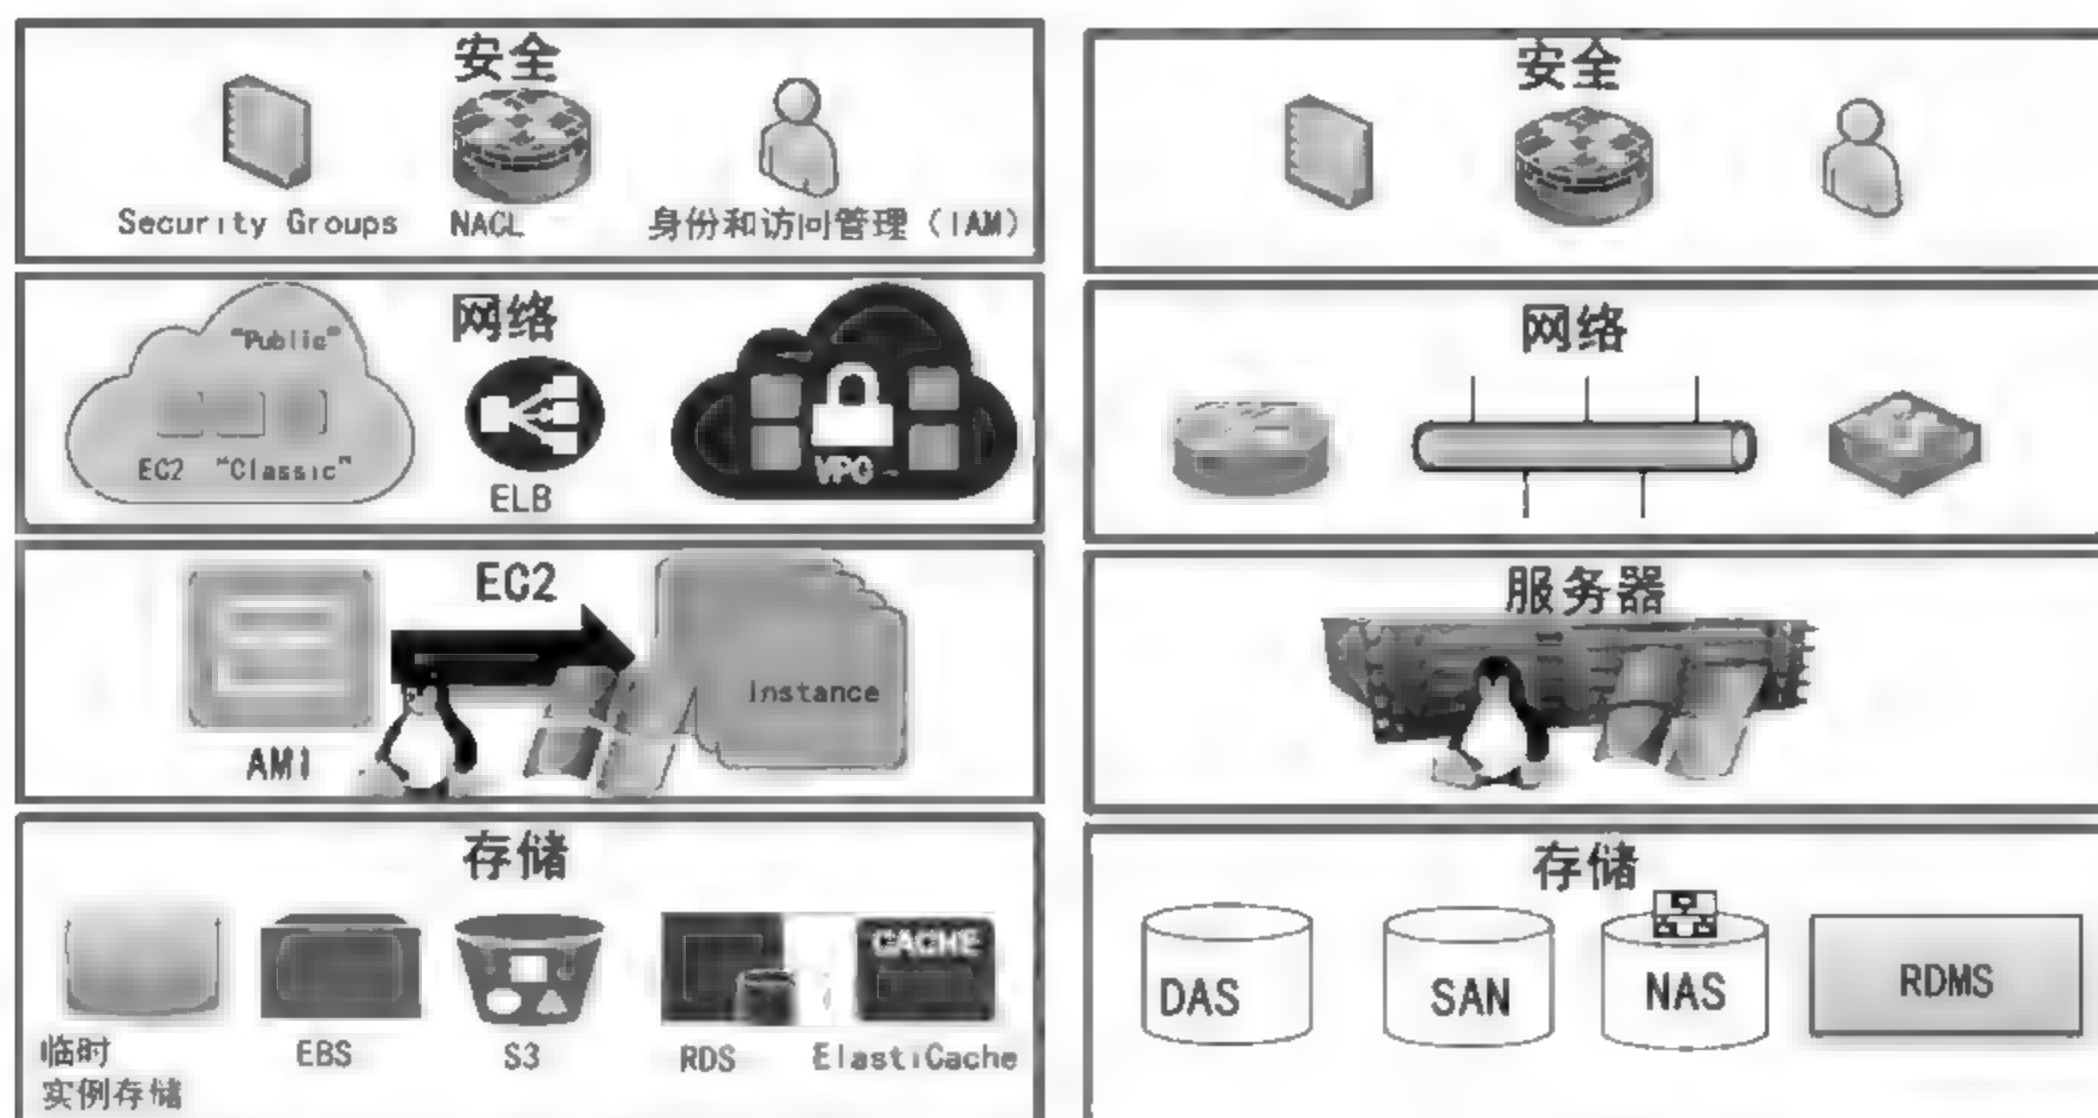 安全
Security Groups
NACL
身份和访问管理（IAM）
网络
"Public"
EC2 "Classic"
ELB
VPC
EC2
AMI
Instance
存储
CACHE
临时
实例存储
EBS
S3
RDS
ElastiCache
安全
网络
服务器
存储
DAS
SAN
NAS
RDMS